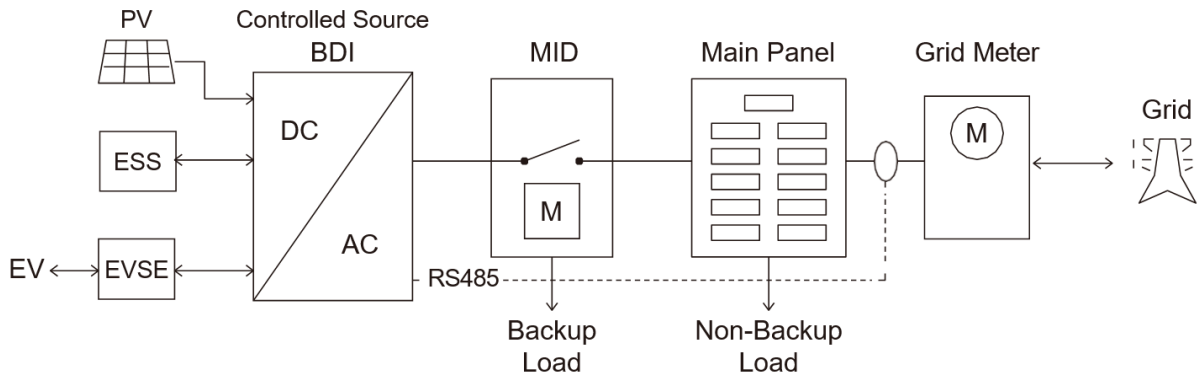 PV
Controlled Source
BDI
MID
Main Panel
Grid Meter
Grid
DC
ESS
M
M
AC
EV
EVSE
RS485
Backup
Load
Non-Backup
Load